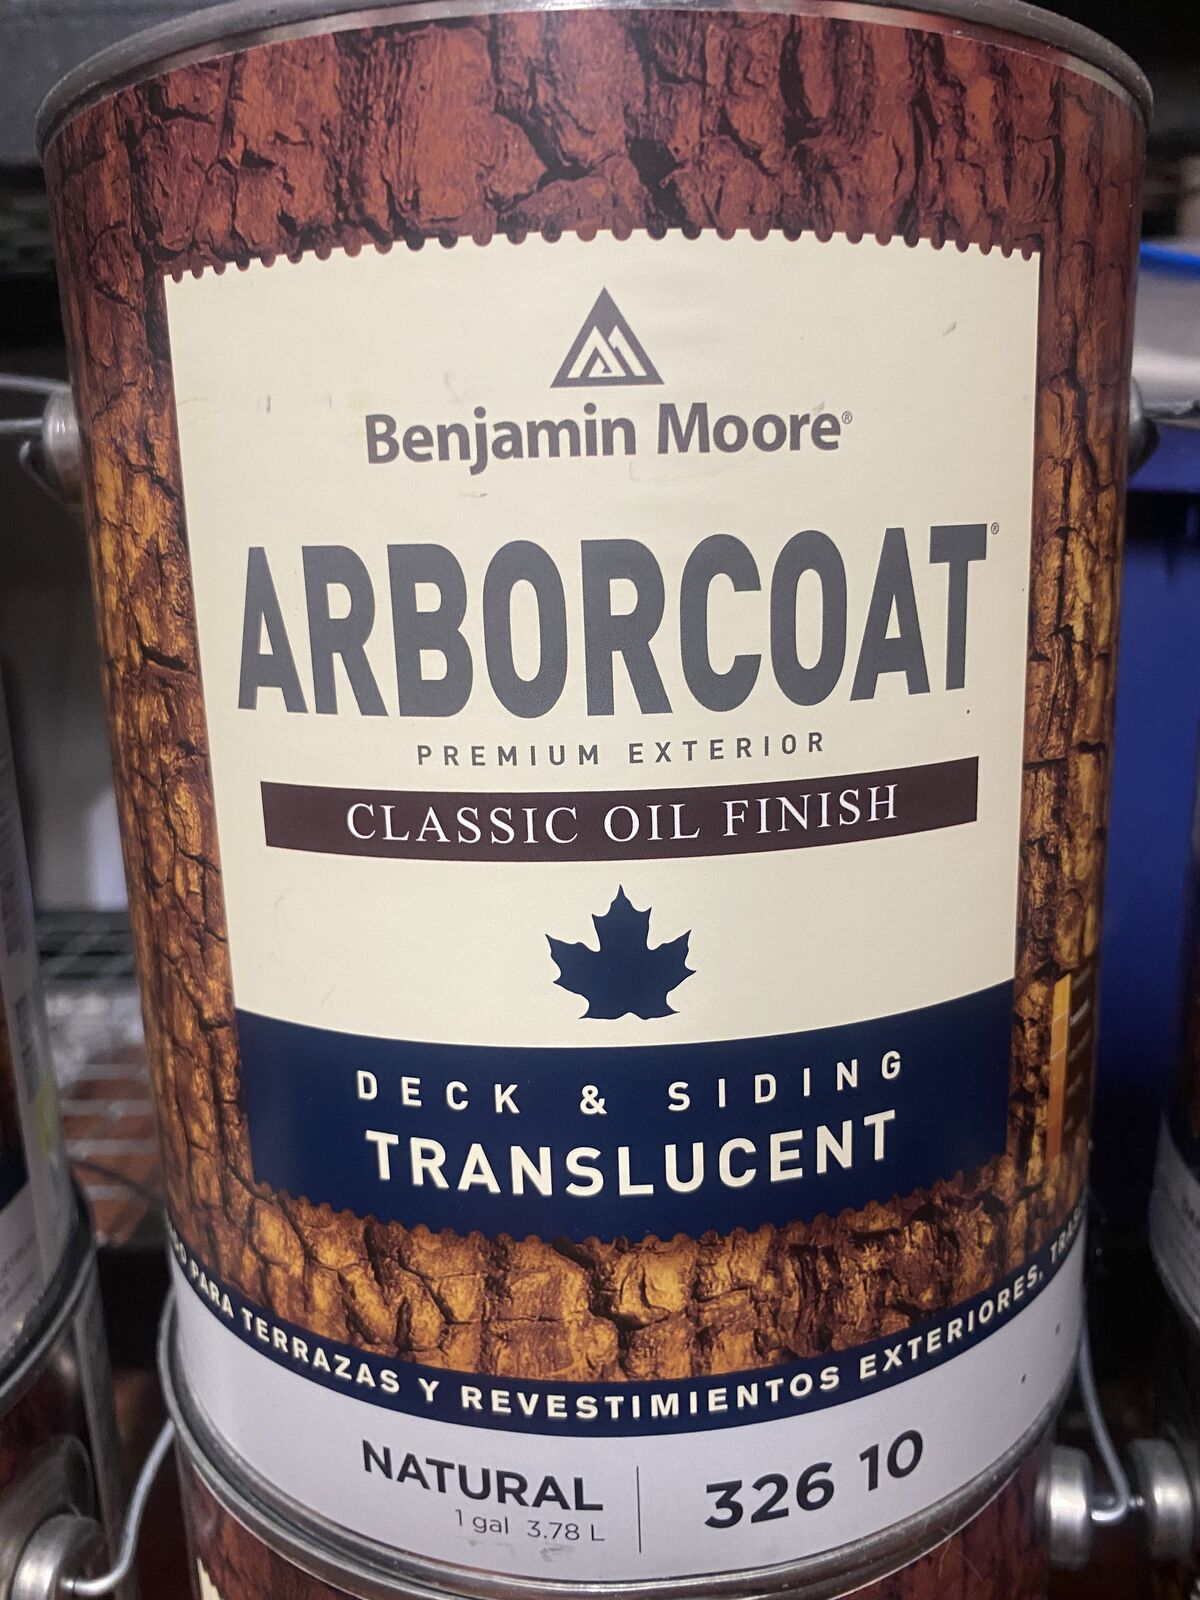 Benjamin Moore®
ARBORCOAT®
PREMIUM EXTERIOR
CLASSIC OIL FINISH
DECK & SIDING
TRANSLUCENT
PARA TERRAZAS Y REVESTIMIENTOS EXTERIORES,
NATURAL
1 gal 3.78 L
326 10